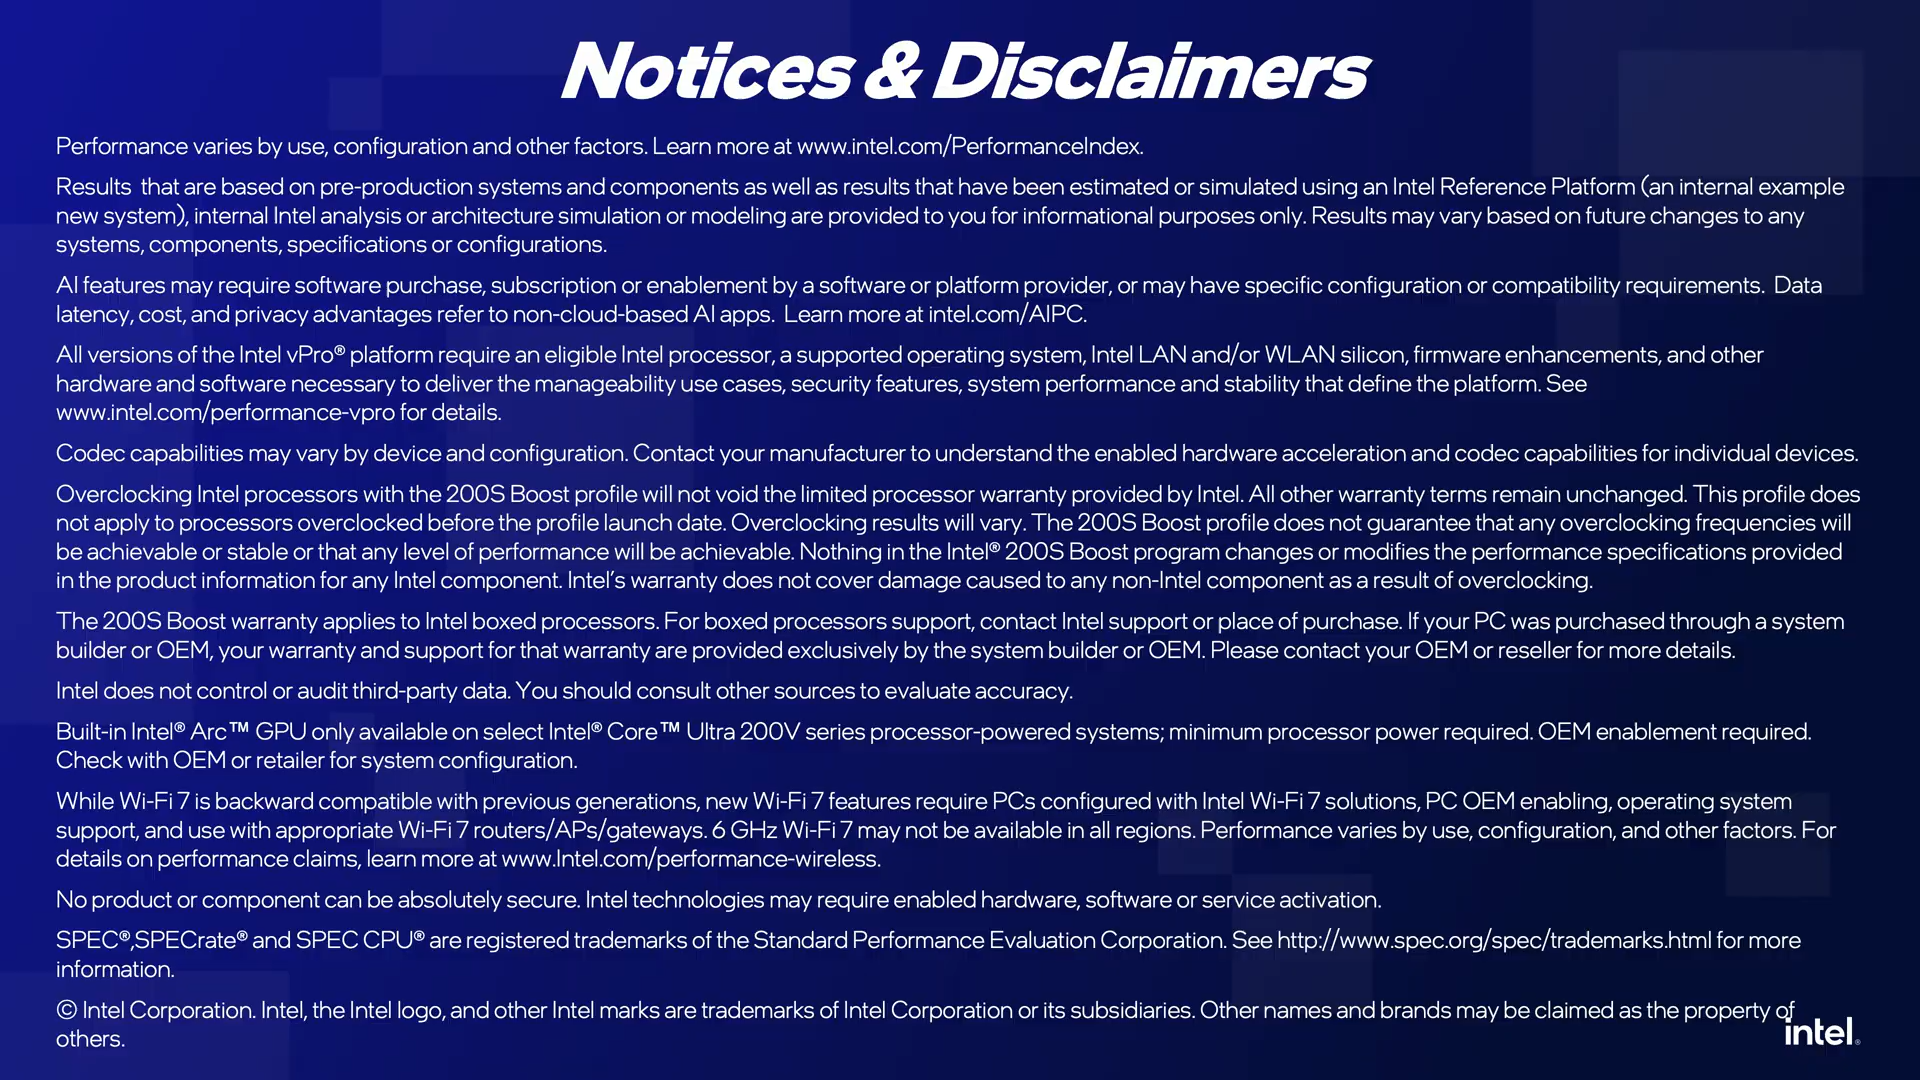 Notices & Disclaimers
Performance varies by use, configuration and other factors. Learn more at www.intel.com/PerformanceIndex.
Results that are based on pre-production systems and components as well as results that have been estimated or simulated using an Intel Reference Platform (an internal example
new system), internal Intel analysis or architecture simulation or modeling are provided to you for informational purposes only. Results may vary based on future changes to any
systems, components, specifications or configurations.
AI features may require software purchase, subscription or enablement by a software or platform provider, or may have specific configuration or compatibility requirements. Data
latency, cost, and privacy advantages refer to non-cloud-based AI apps. Learn more at intel.com/AIPC.
All versions of the Intel vPro® platform require an eligible Intel processor, a supported operating system, Intel LAN and/or WLAN silicon, firmware enhancements, and other
hardware and software necessary to deliver the manageability use cases, security features, system performance and stability that define the platform. See
www.intel.com/performance-vpro for details.
Codec capabilities may vary by device and configuration. Contact your manufacturer to understand the enabled hardware acceleration and codec capabilities for individual devices.
Overclocking Intel processors with the 200S Boost profile will not void the limited processor warranty provided by Intel. All other warranty terms remain unchanged. This profile does
not apply to processors overclocked before the profile launch date. Overclocking results will vary. The 200S Boost profile does not guarantee that any overclocking frequencies will
be achievable or stable or that any level of performance will be achievable. Nothing in the Intel® 200S Boost program changes or modifies the performance specifications provided
in the product information for any Intel component. Intel's warranty does not cover damage caused to any non-Intel component as a result of overclocking.
The 200S Boost warranty applies to Intel boxed processors. For boxed processors support, contact Intel support or place of purchase. If your PC was purchased through a system
builder or OEM, your warranty and support for that warranty are provided exclusively by the system builder or OEM. Please contact your OEM or reseller for more details.
Intel does not control or audit third-party data. You should consult other sources to evaluate accuracy.
Built-in Intel® Arc™ GPU only available on select Intel® Core™ Ultra 200V series processor-powered systems; minimum processor power required. OEM enablement required.
Check with OEM or retailer for system configuration.
While Wi-Fi 7 is backward compatible with previous generations, new Wi-Fi 7 features require PCs configured with Intel Wi-Fi 7 solutions, PC OEM enabling, operating system
support, and use with appropriate Wi-Fi 7 routers/APs/gateways. 6 GHz Wi-Fi 7 may not be available in all regions. Performance varies by use, configuration, and other factors. For
details on performance claims, learn more at www.Intel.com/performance-wireless.
No product or component can be absolutely secure. Intel technologies may require enabled hardware, software or service activation.
SPEC®,SPECrate® and SPEC CPU® are registered trademarks of the Standard Performance Evaluation Corporation. See http://www.spec.org/spec/trademarks.html for more
information.
© Intel Corporation. Intel, the Intel logo, and other Intel marks are trademarks of Intel Corporation or its subsidiaries. Other names and brands may be claimed as the property of
others.
intel®